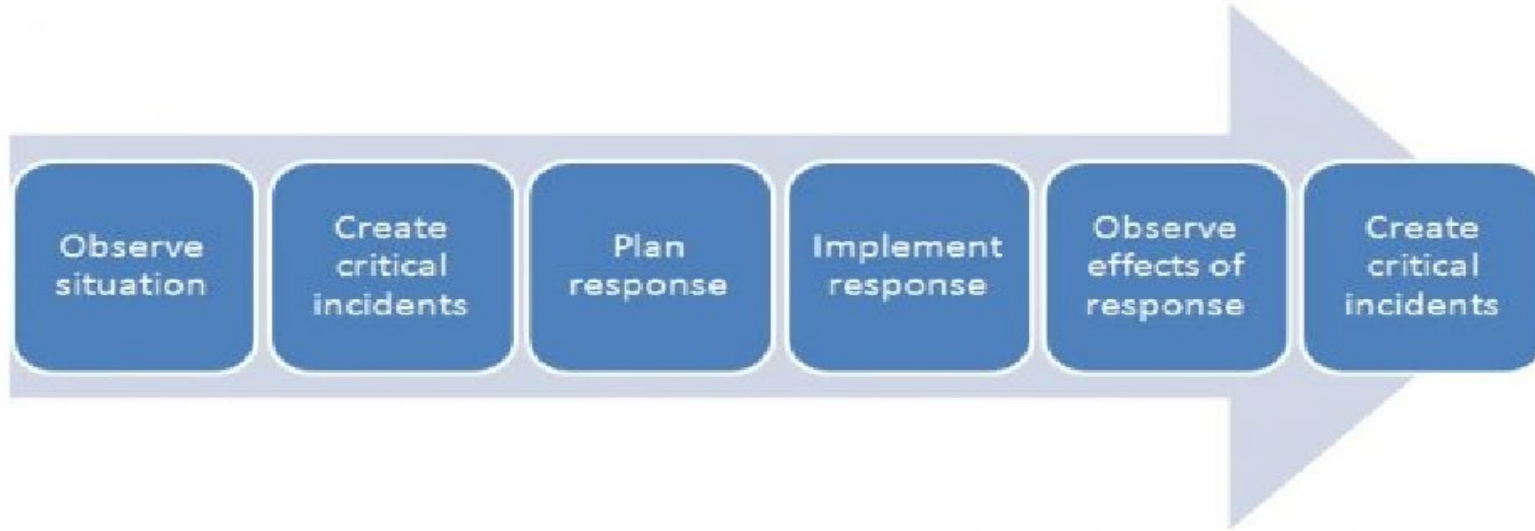 Observe
situation
Create
critical
incidents
Plan
response
Implement
response
Observe
effects of
response
Create
critical
incidents